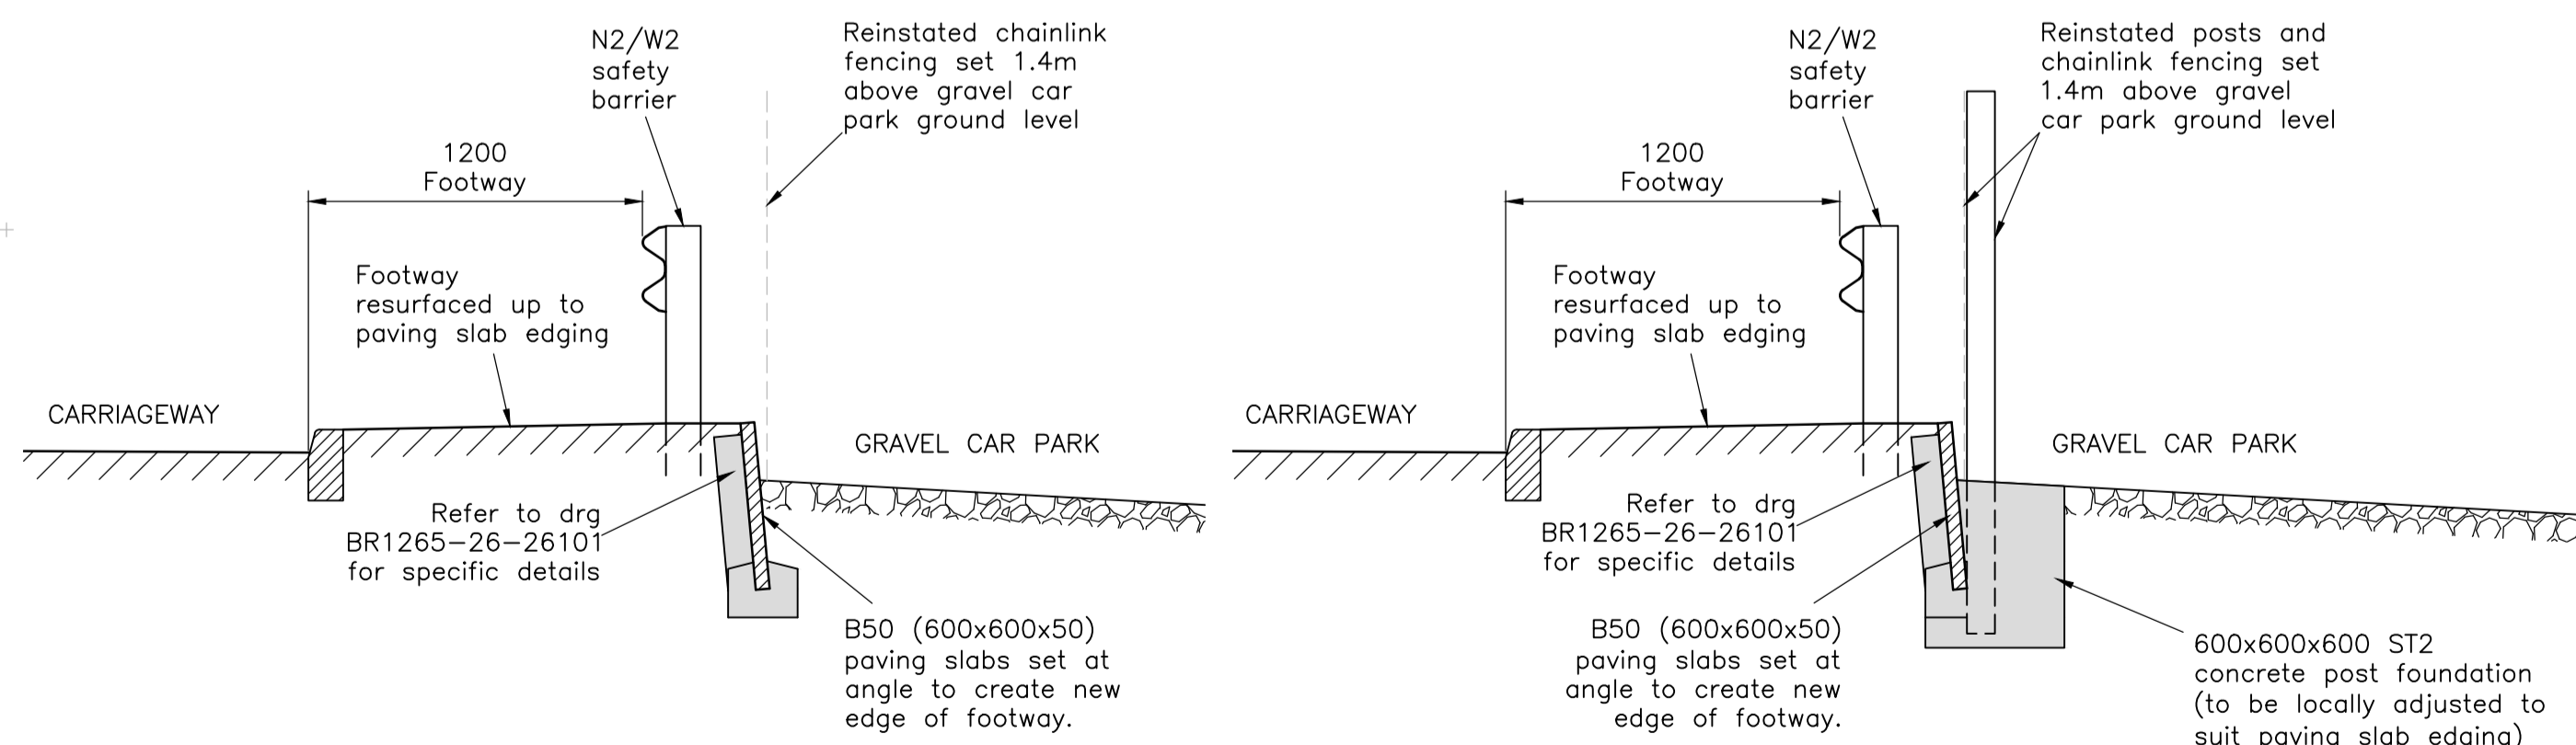 N2/W2
safety
barrier
Reinstated chainlink
fencing set 1.4m
above gravel car
park ground level
1200
Footway
Footway
resurfaced up to
paving slab edging
CARRIAGEWAY
GRAVEL CAR PARK
Refer to drg
BR1265-26-26101
for specific details
B50 (600x600x50)
paving slabs set at
angle to create new
edge of footway.
N2/W2
safety
barrier
Reinstated posts and
chainlink fencing set
1.4m above gravel
car park ground level
1200
Footway
Footway
resurfaced up to
paving slab edging
CARRIAGEWAY
GRAVEL CAR PARK
Refer to drg
BR1265-26-26101
for specific details
B50 (600x600x50)
paving slabs set at
angle to create new
edge of footway.
600x600x600 ST2
concrete post foundation
(to be locally adjusted to
suit paving slab edging)